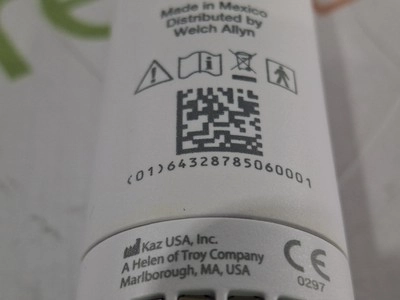 Made in Mexico
Distributed by
Welch Allyn
(01)64328785060001
Kaz USA, Inc.
A Helen of Troy Company
Marlborough, MA, USA
CE
0297